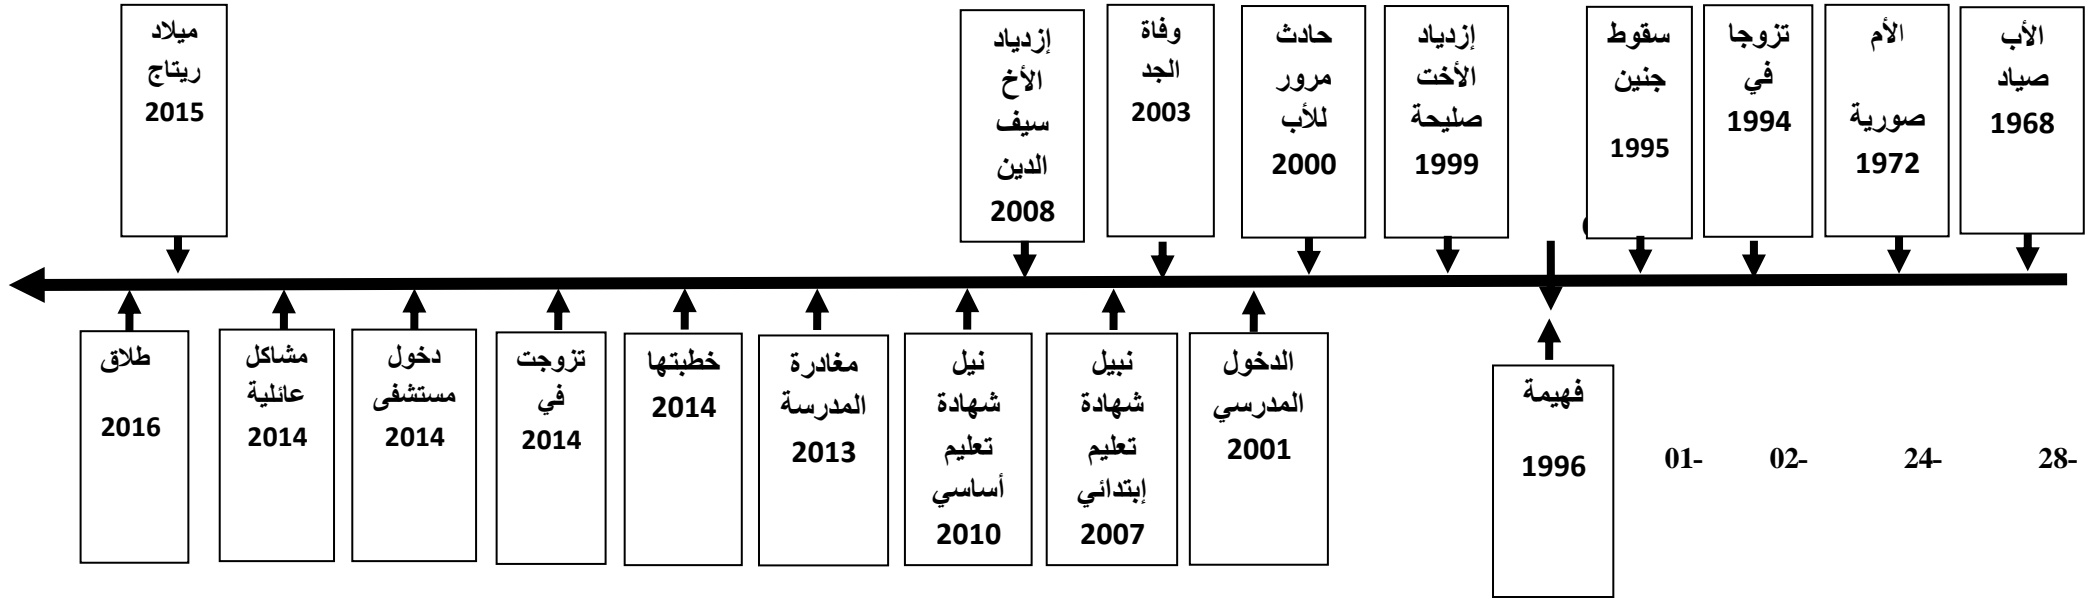 الأب
صياد
1968
الأم
صورية
1972
تزوجا
في
1994
سقوط
جنين
1995
إزدياد
الأخت
صليحة
1999
حادث
مرور
للأب
2000
وفاة
الجد
2003
إزدياد
الأخ
سيف
الدين
2008
ميلاد
ريتاج
2015
28-
24-
02-
01-
فهيمة
1996
الدخول
المدرسي
2001
نبيل
شهادة
تعليم
إبتدائي
2007
نيل
شهادة
تعليم
أساسي
2010
مغادرة
المدرسة
2013
خطبتها
2014
تزوجت
في
2014
دخول
مستشفى
2014
مشاكل
عائلية
2014
طلاق
2016